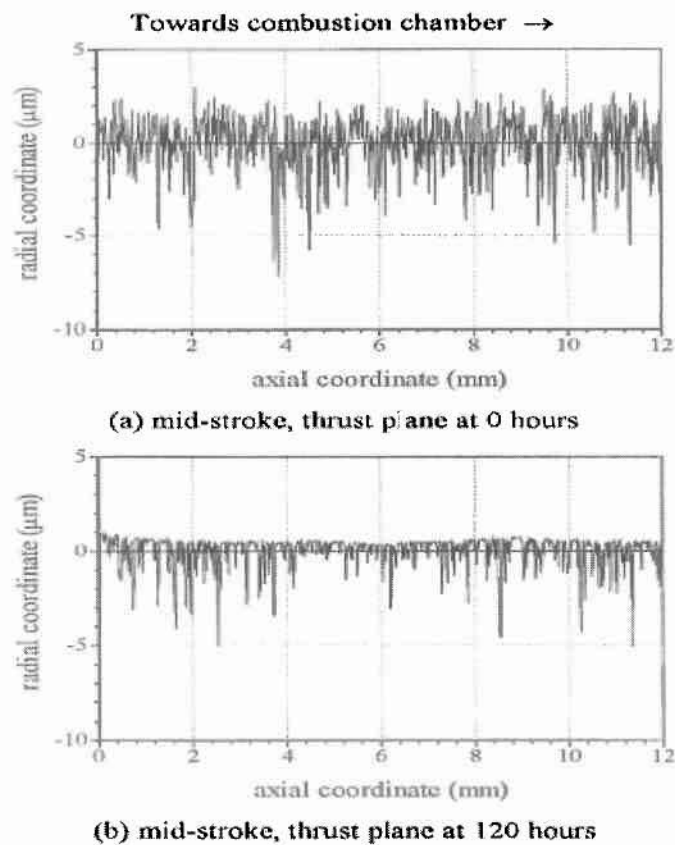 Towards combustion chamber →
5
0
-5
-10
radial coordinate (μm)
0 2 4 6 8 10 12
axial coordinate (mm)
(a) mid-stroke, thrust plane at 0 hours
5
0
-5
-10
radial coordinate (μm)
0 2 4 6 8 10 12
axial coordinate (mm)
(b) mid-stroke, thrust plane at 120 hours